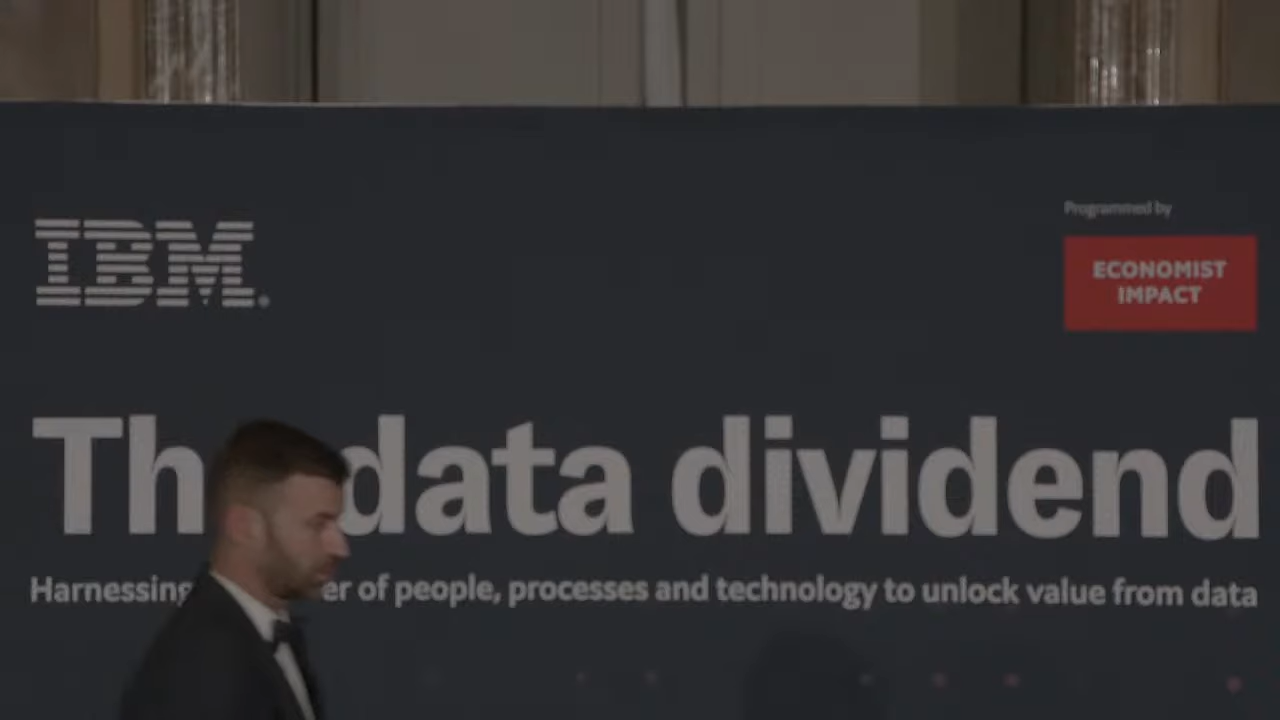 Programmed by
IBM.
ECONOMIST
IMPACT
Th data dividend
Harnessing er of people, processes and technology to unlock value from data